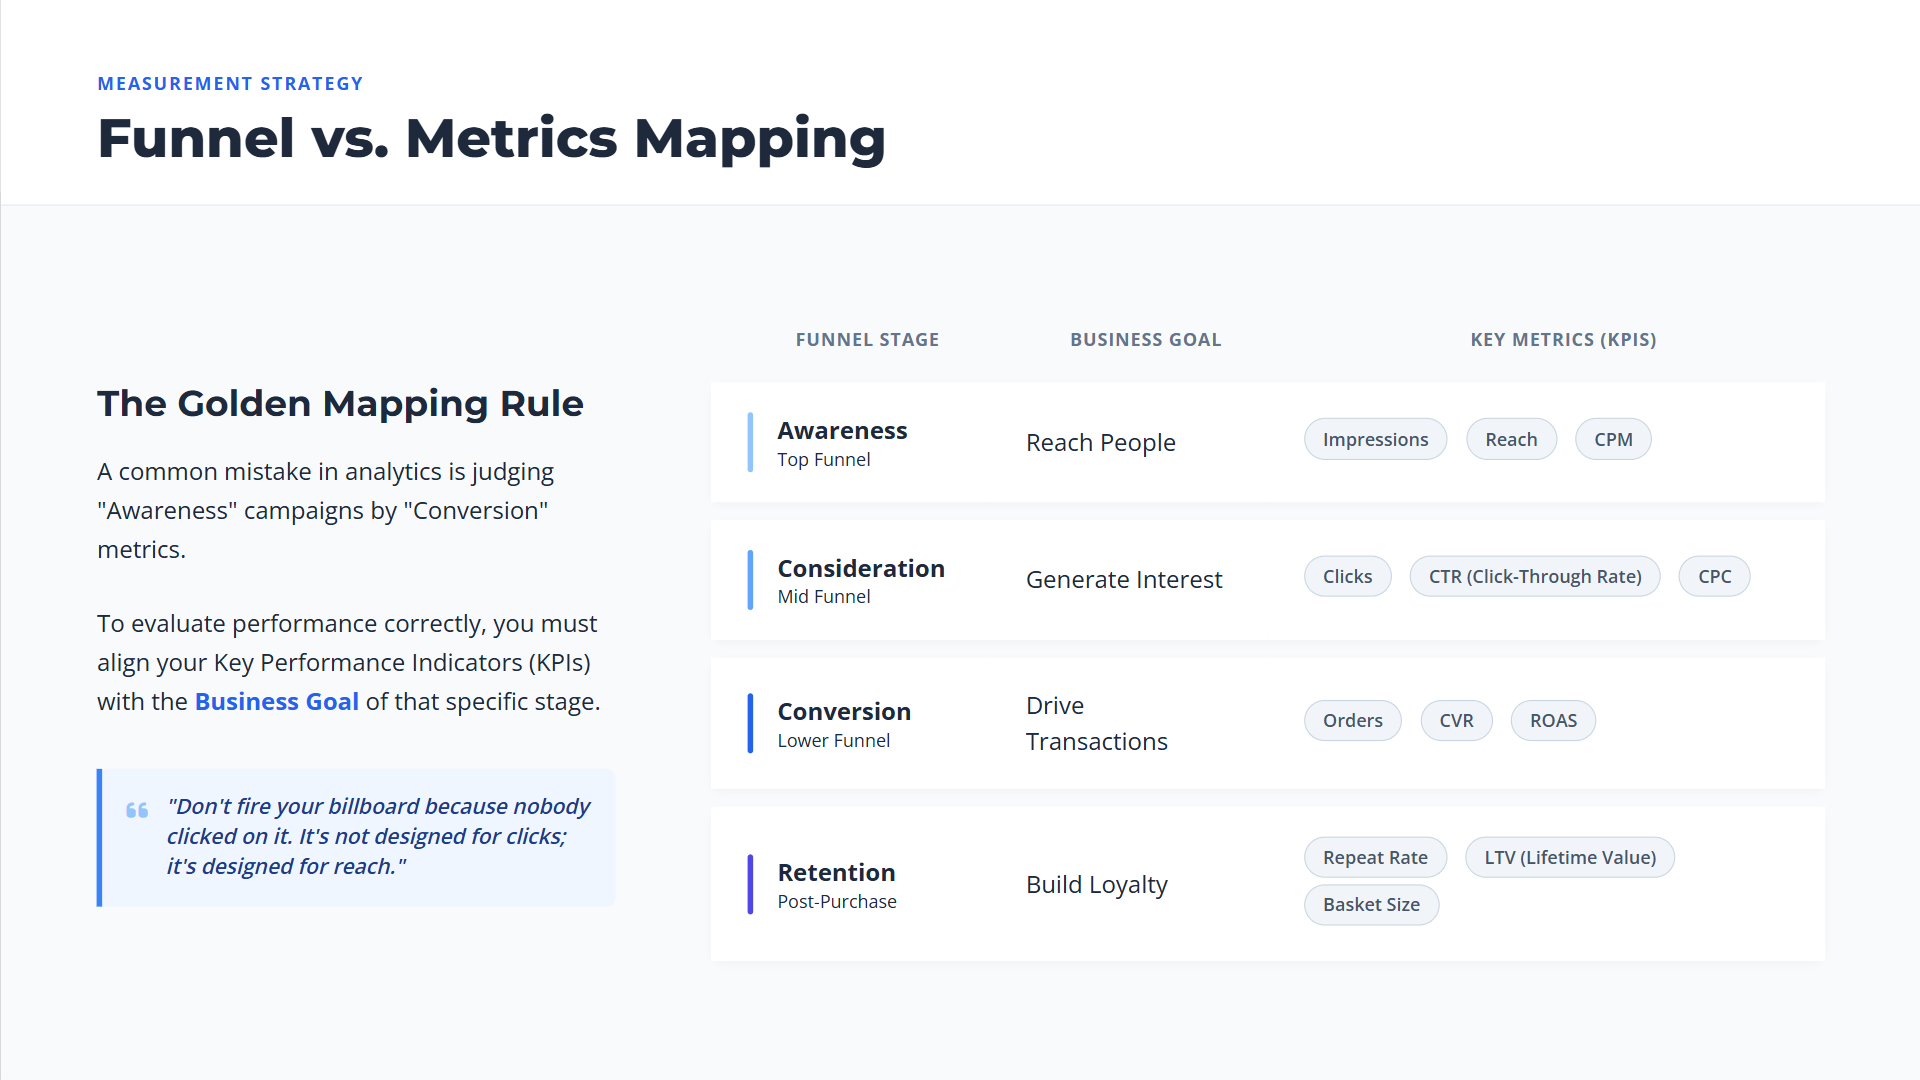 MEASUREMENT STRATEGY
Funnel vs. Metrics Mapping
The Golden Mapping Rule
A common mistake in analytics is judging
"Awareness" campaigns by "Conversion"
metrics.
To evaluate performance correctly, you must
align your Key Performance Indicators (KPIs)
with the Business Goal of that specific stage.
"Don't fire your billboard because nobody
clicked on it. It's not designed for clicks;
it's designed for reach."
FUNNEL STAGE BUSINESS GOAL KEY METRICS (KPIS)
Awareness
Top Funnel
Reach People
Impressions Reach CPM
Consideration
Mid Funnel
Generate Interest
Clicks CTR (Click-Through Rate) CPC
Conversion
Lower Funnel
Drive
Transactions
Orders CVR ROAS
Retention
Post-Purchase
Build Loyalty
Repeat Rate LTV (Lifetime Value)
Basket Size